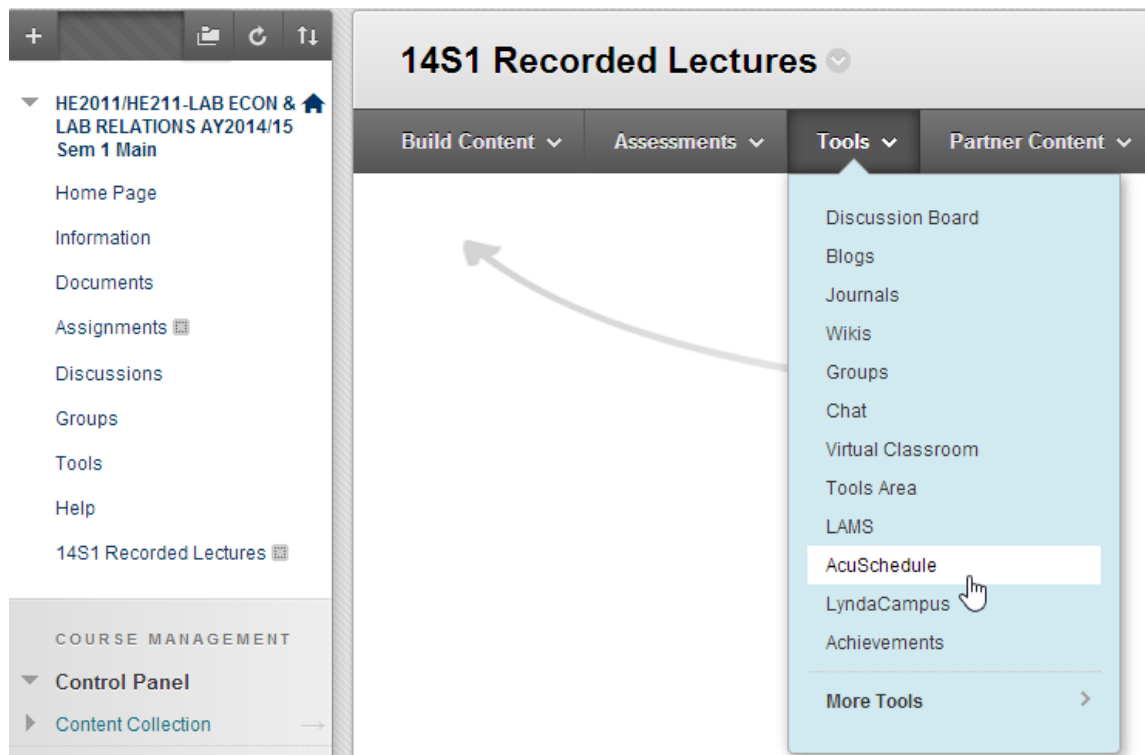 HE2011/HE211-LAB ECON &
LAB RELATIONS AY2014/15
Sem 1 Main
Home Page
Information
Documents
Assignments
Discussions
Groups
Tools
Help
14S1 Recorded Lectures
COURSE MANAGEMENT
Control Panel
Content Collection
14S1 Recorded Lectures
Build Content
Assessments
Tools
Partner Content
Discussion Board
Blogs
Journals
Wikis
Groups
Chat
Virtual Classroom
Tools Area
LAMS
AcuSchedule
LyndaCampus
Achievements
More Tools